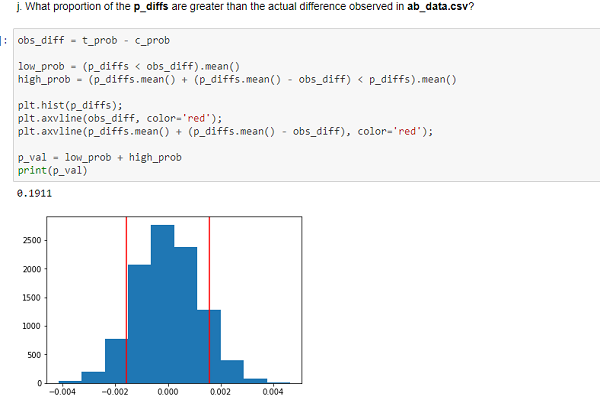 j. What proportion of the p_diffs are greater than the actual difference observed in ab_data.csv?
]:
obs_diff = t_prob - c_prob
low_prob = (p_diffs < obs_diff).mean()
high_prob = (p_diffs.mean() + (p_diffs.mean() - obs_diff) < p_diffs).mean()
plt.hist(p_diffs);
plt.axvline(obs_diff, color='red');
plt.axvline(p_diffs.mean() + (p_diffs.mean() - obs_diff), color='red');
p_val = low_prob + high_prob
print(p_val)
0.1911
2500
2000
1500
1000
500
0
−0.004 −0.002 0.000 0.002 0.004